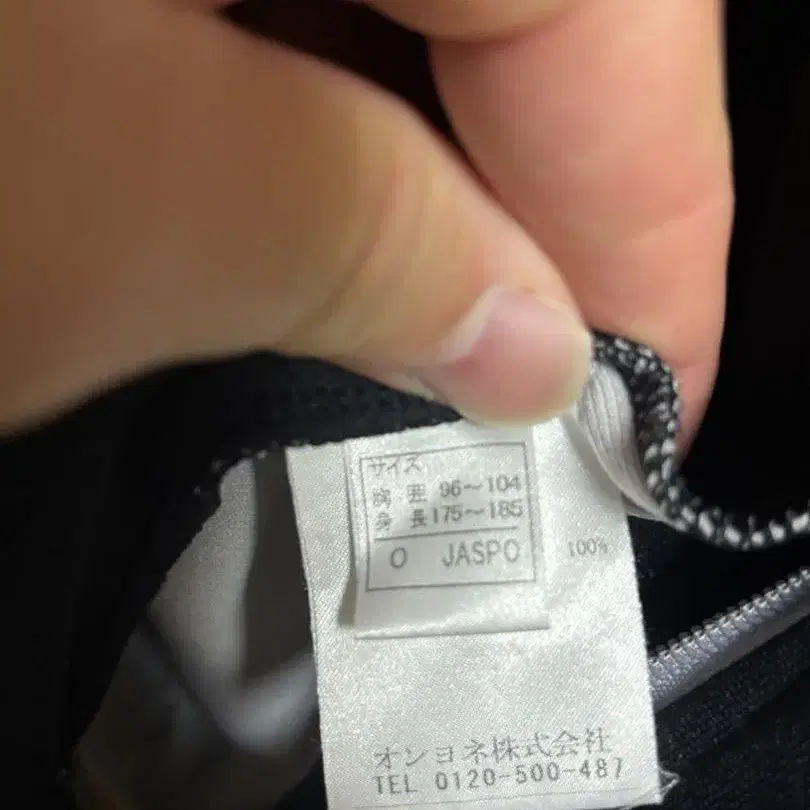 サイズ
胸囲 96~104
身長 175~185
O JASPO
100%
オンヨネ株式会社
TEL 0120-500-487